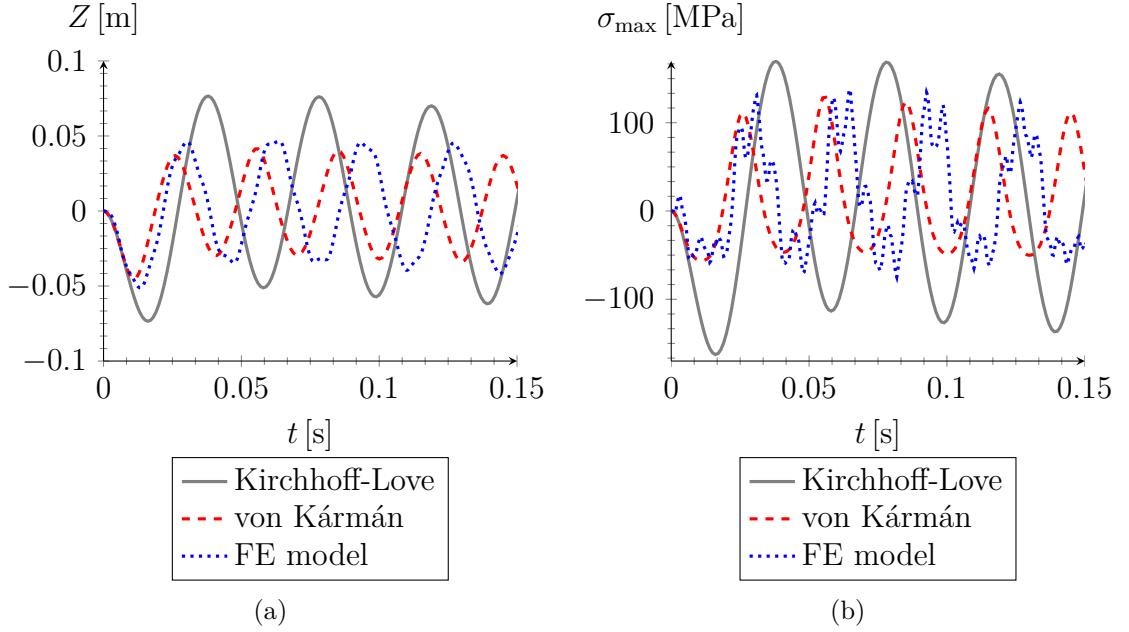 Z [m]
0.1
0.05
0
−0.05
−0.1
0
0.05
0.1
0.15
t [s]
Kirchhoff-Love
von Kármán
FE model
(a)
σmax [MPa]
100
0
−100
0
0.05
0.1
0.15
t [s]
Kirchhoff-Love
von Kármán
FE model
(b)